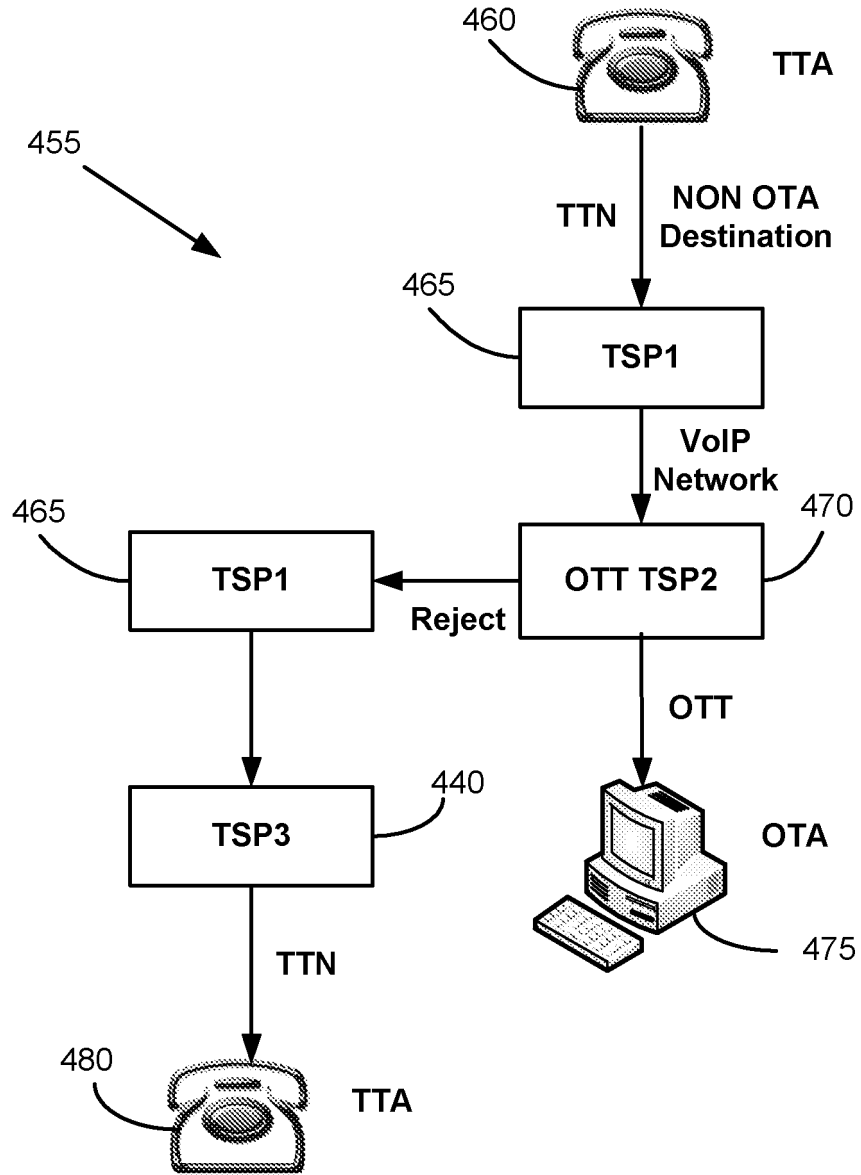 460
TTA
455
TTN
NON OTA
Destination
465
TSP1
VoIP
Network
465
470
TSP1
OTT TSP2
Reject
OTT
440
TSP3
OTA
475
TTN
480
TTA